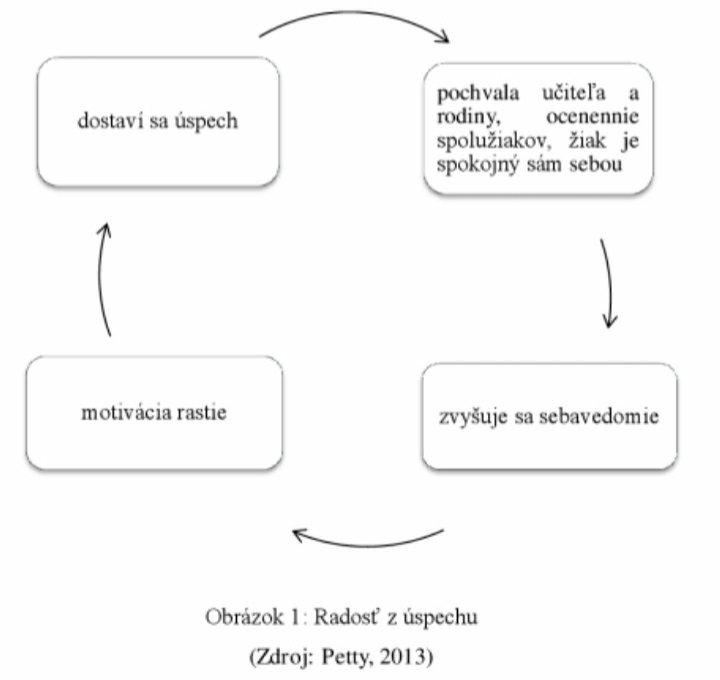 dostaví sa úspech
pochvala učiteľa a
rodiny, ocenennie
spolužiakov, žiak je
spokojný sám sebou
motivácia rastie
zvyšuje sa sebavedomie
Obrázok 1: Radosť z úspechu
(Zdroj: Petty, 2013)